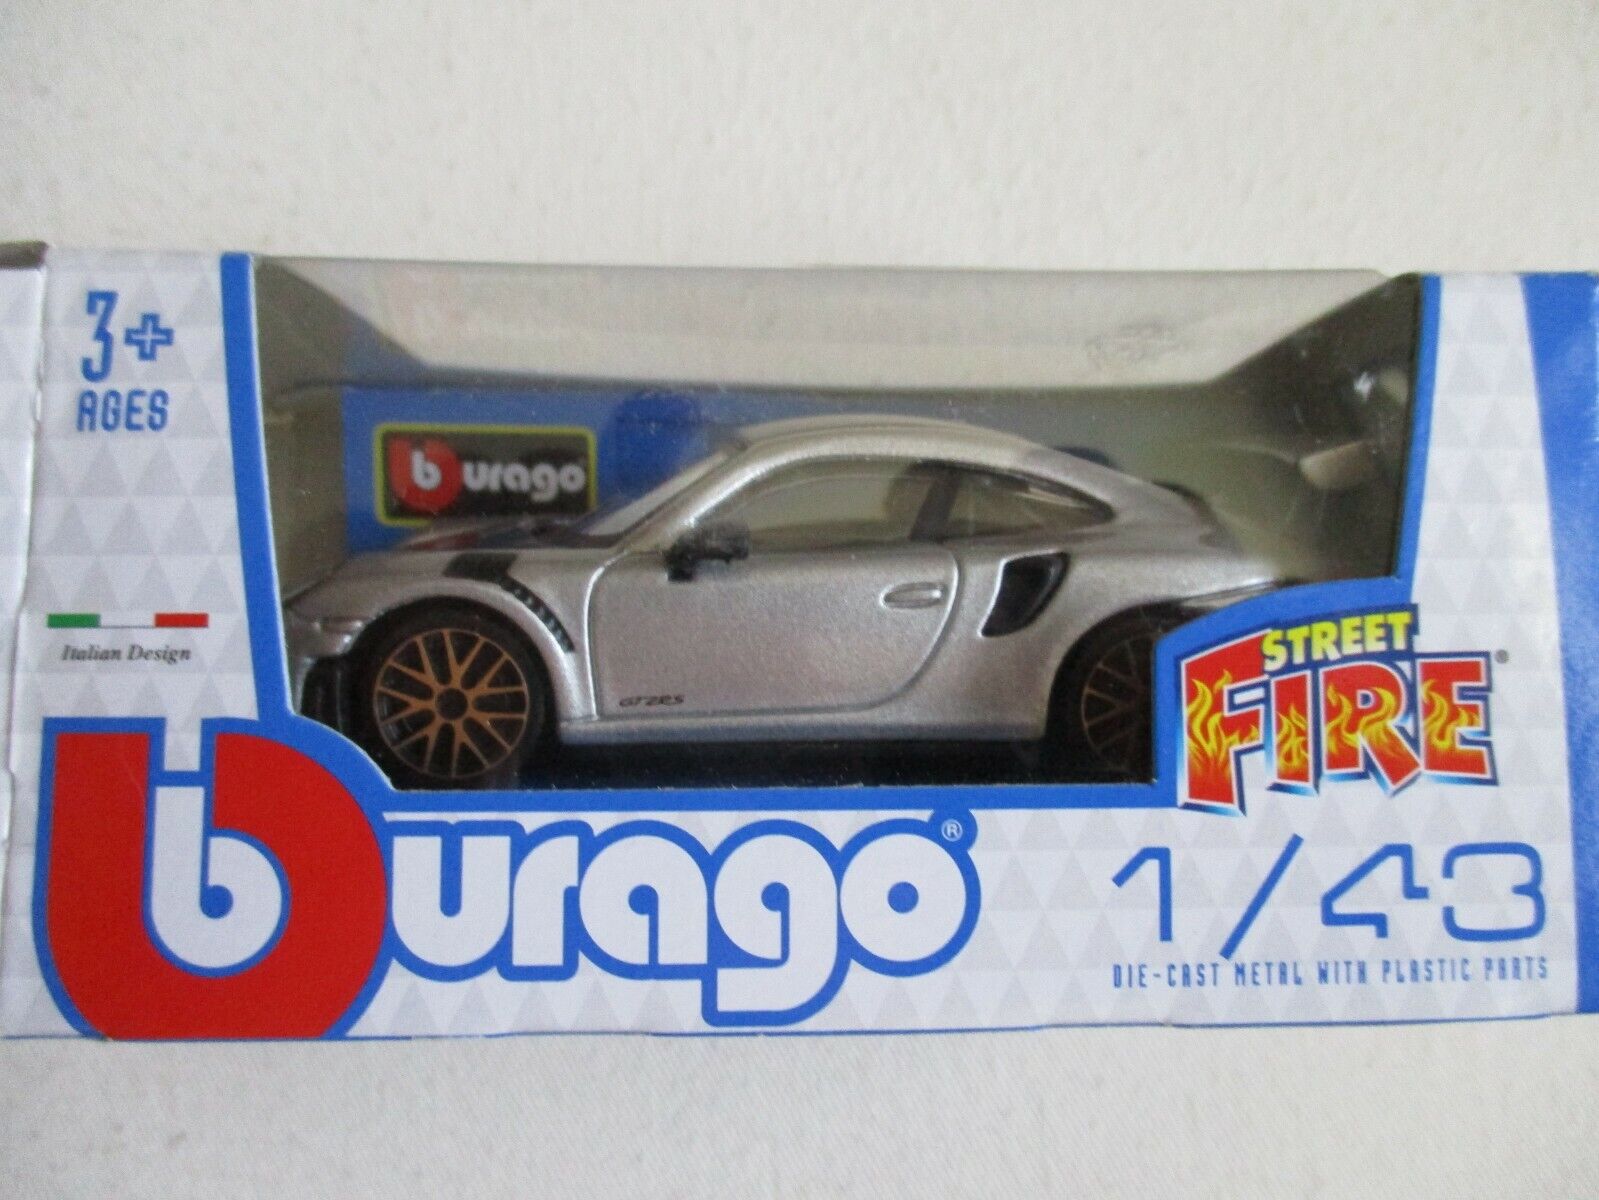 3+
AGES
burago
Italian Design
GT2RS
STREET
FIRE®
burago®
1/43
DIE-CAST METAL WITH PLASTIC PARTS